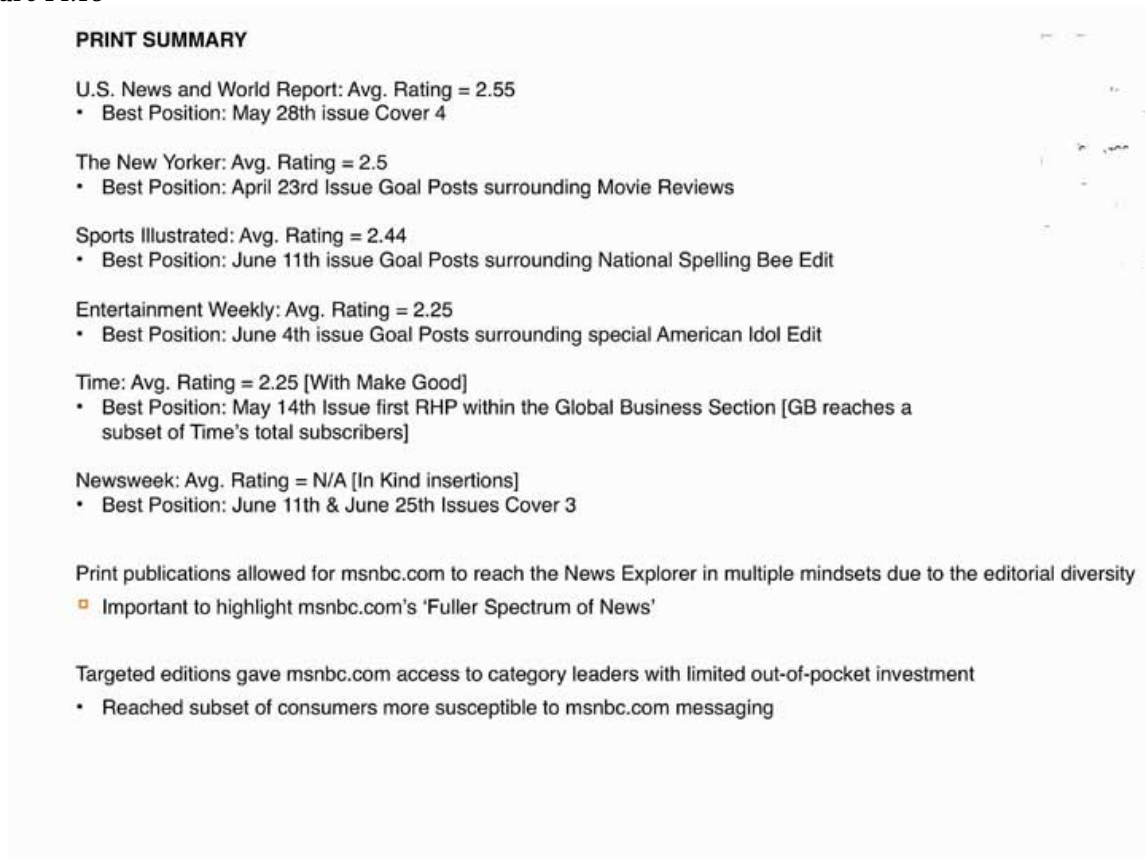 PRINT SUMMARY
U.S. News and World Report: Avg. Rating = 2.55
• Best Position: May 28th issue Cover 4
The New Yorker: Avg. Rating = 2.5
• Best Position: April 23rd Issue Goal Posts surrounding Movie Reviews
Sports Illustrated: Avg. Rating = 2.44
• Best Position: June 11th issue Goal Posts surrounding National Spelling Bee Edit
Entertainment Weekly: Avg. Rating = 2.25
• Best Position: June 4th issue Goal Posts surrounding special American Idol Edit
Time: Avg. Rating = 2.25 [With Make Good]
• Best Position: May 14th Issue first RHP within the Global Business Section [GB reaches a
subset of Time's total subscribers]
Newsweek: Avg. Rating = N/A [In Kind insertions]
• Best Position: June 11th & June 25th Issues Cover 3
Print publications allowed for msnbc.com to reach the News Explorer in multiple mindsets due to the editorial diversity
▫ Important to highlight msnbc.com's 'Fuller Spectrum of News'
Targeted editions gave msnbc.com access to category leaders with limited out-of-pocket investment
• Reached subset of consumers more susceptible to msnbc.com messaging